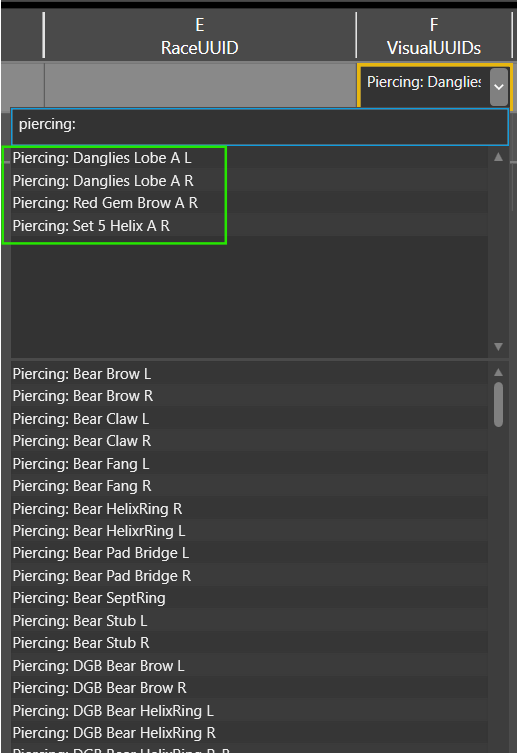 E
F
RaceUUID
VisualUUIDs
Piercing: Danglies
piercing:
Piercing: Danglies Lobe A L
Piercing: Danglies Lobe A R
Piercing: Red Gem Brow A R
Piercing: Set 5 Helix A R
Piercing: Bear Brow L
Piercing: Bear Brow R
Piercing: Bear Claw L
Piercing: Bear Claw R
Piercing: Bear Fang L
Piercing: Bear Fang R
Piercing: Bear HelixRing R
Piercing: Bear HelixrRing L
Piercing: Bear Pad Bridge L
Piercing: Bear Pad Bridge R
Piercing: Bear SeptRing
Piercing: Bear Stub L
Piercing: Bear Stub R
Piercing: DGB Bear Brow L
Piercing: DGB Bear Brow R
Piercing: DGB Bear HelixRing L
Piercing: DGB Bear HelixRing R
Piercing: DGB Bear HelixRing R R